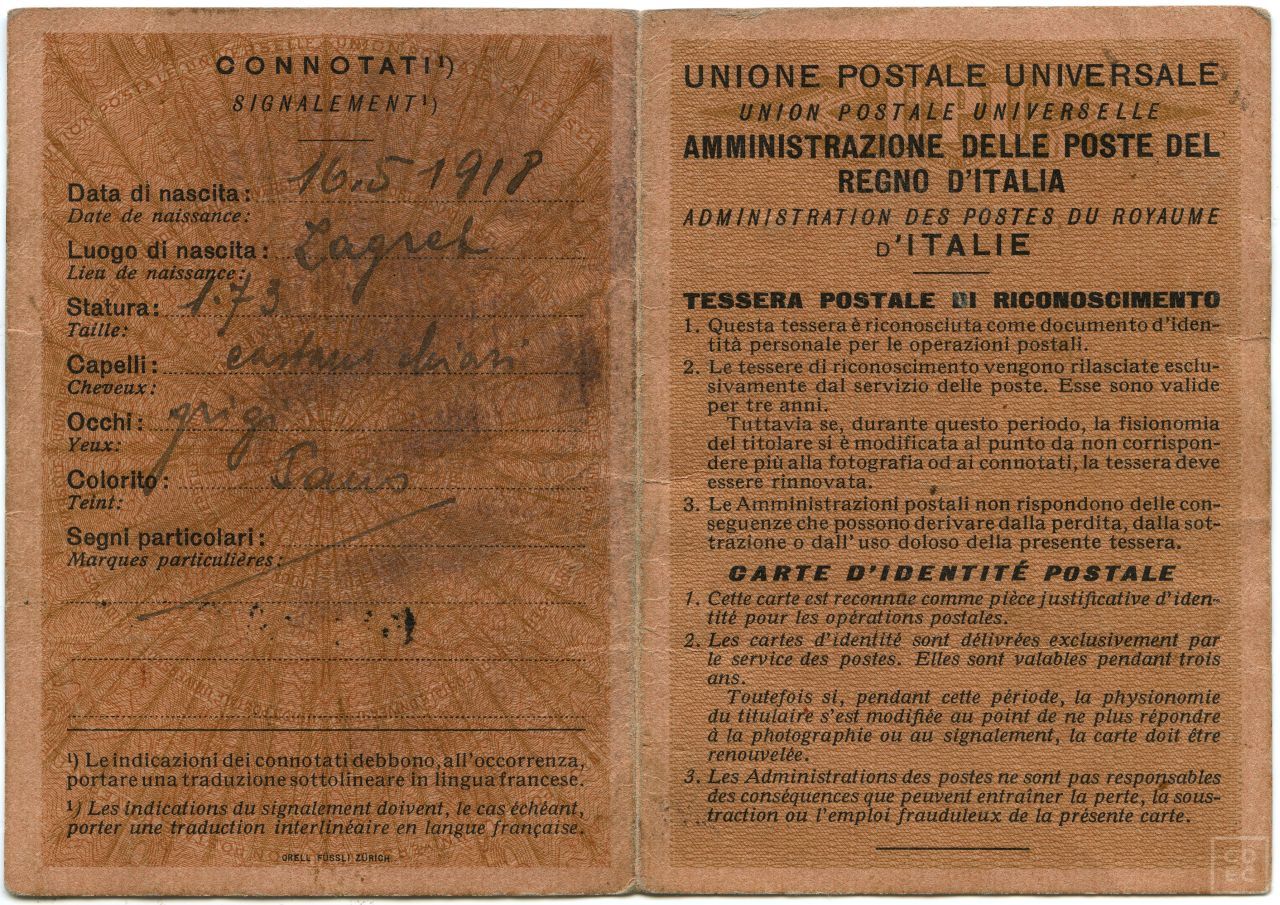 CONNOTATI¹)
SIGNALEMENT¹)
Data di nascita: 16.5 1918
Date de naissance:
Luogo di nascita: Zagreb
Lieu de naissance:
Statura: 1.73
Taille:
Capelli: castani chiari
Cheveux:
Occhi: grigi
Yeux:
Colorito: Sano
Teint:
Segni particolari:
Marques particulières:
¹) Le indicazioni dei connotati debbono, all'occorrenza,
portare una traduzione sottolineare in lingua francese.
¹) Les indications du signalement doivent, le cas échéant,
porter une traduction interlinéaire en langue française.
ORELL FÜSSLI ZÜRICH
UNIONE POSTALE UNIVERSALE
UNION POSTALE UNIVERSELLE
AMMINISTRAZIONE DELLE POSTE DEL
REGNO D'ITALIA
ADMINISTRATION DES POSTES DU ROYAUME
D'ITALIE
TESSERA POSTALE DI RICONOSCIMENTO
1. Questa tessera è riconosciuta come documento d'iden-
tità personale per le operazioni postali.
2. Le tessere di riconoscimento vengono rilasciate esclu-
sivamente dal servizio delle poste. Esse sono valide
per tre anni.
Tuttavia se, durante questo periodo, la fisionomia
del titolare si è modificata al punto da non corrispon-
dere più alla fotografia od ai connotati, la tessera deve
essere rinnovata.
3. Le Amministrazioni postali non rispondono delle con-
seguenze che possono derivare dalla perdita, dalla sot-
trazione o dall'uso doloso della presente tessera.
CARTE D'IDENTITÉ POSTALE
1. Cette carte est reconnue comme pièce justificative d'iden-
tité pour les opérations postales.
2. Les cartes d'identité sont délivrées exclusivement par
le service des postes. Elles sont valables pendant trois
ans.
Toutefois si, pendant cette période, la physionomie
du titulaire s'est modifiée au point de ne plus répondre
à la photographie ou au signalement, la carte doit être
renouvelée.
3. Les Administrations des postes ne sont pas responsables
des conséquences que peuvent entraîner la perte, la sous-
traction ou l'emploi frauduleux de la présente carte.
CD
EC